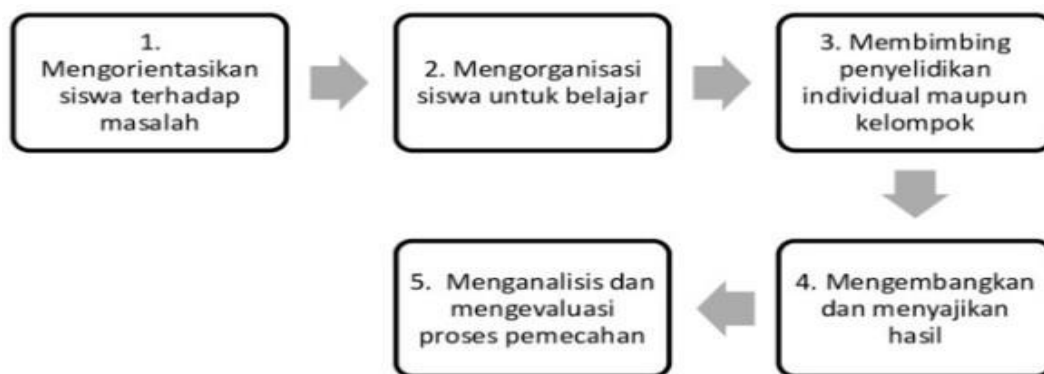 1.
Mengorientasikan
siswa terhadap
masalah
2. Mengorganisasi
siswa untuk belajar
3. Membimbing
penyelidikan
individual maupun
kelompok
4. Mengembangkan
dan menyajikan
hasil
5. Menganalisis dan
mengevaluasi
proses pemecahan